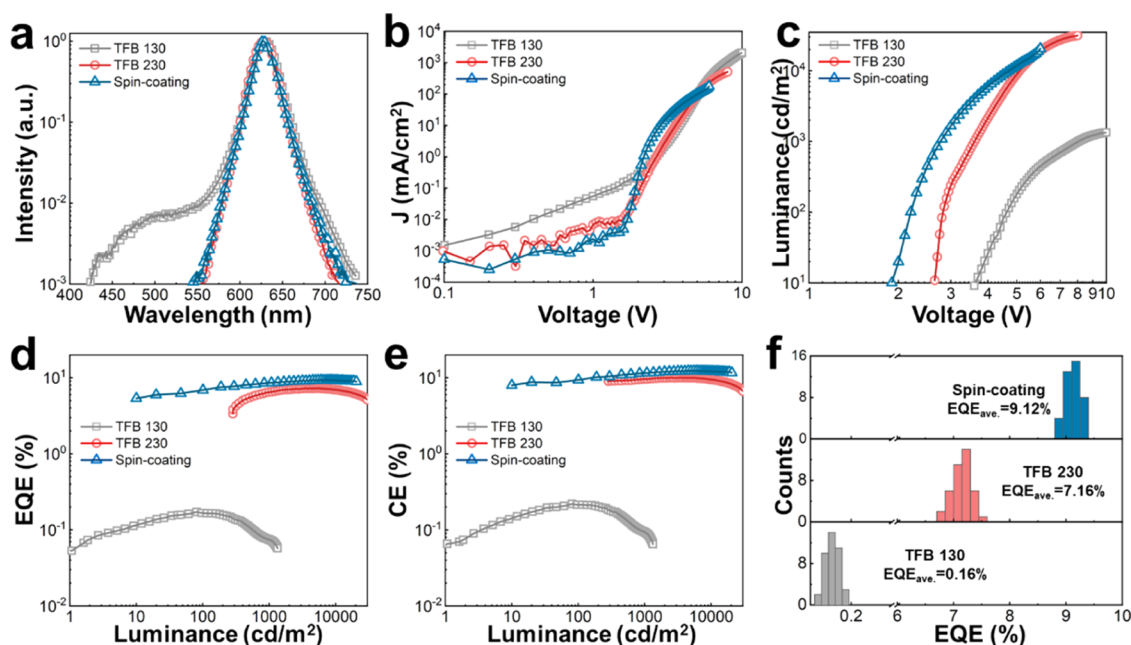 a
10⁰
10⁻¹
10⁻²
10⁻³
Intensity (a.u.)
TFB 130
TFB 230
Spin-coating
400 450 500 550 600 650 700 750
Wavelength (nm)
b
10⁴
10³
10²
10¹
10⁰
10⁻¹
10⁻²
10⁻³
10⁻⁴
J (mA/cm²)
TFB 130
TFB 230
Spin-coating
0.1 1 10
Voltage (V)
c
10⁴
10³
10²
10¹
Luminance (cd/m²)
TFB 130
TFB 230
Spin-coating
1 2 3 4 5 6 7 8 910
Voltage (V)
d
10²
10¹
10⁰
10⁻¹
10⁻²
EQE (%)
TFB 130
TFB 230
Spin-coating
1 10 100 1000 10000
Luminance (cd/m²)
e
10²
10¹
10⁰
10⁻¹
10⁻²
CE (%)
TFB 130
TFB 230
Spin-coating
1 10 100 1000 10000
Luminance (cd/m²)
f
16
12
8
4
0
Spin-coating
EQEave.=9.12%
8
0
TFB 230
EQEave.=7.16%
8
0
TFB 130
EQEave.=0.16%
Counts
0.2 6 7 8 9 10
EQE (%)